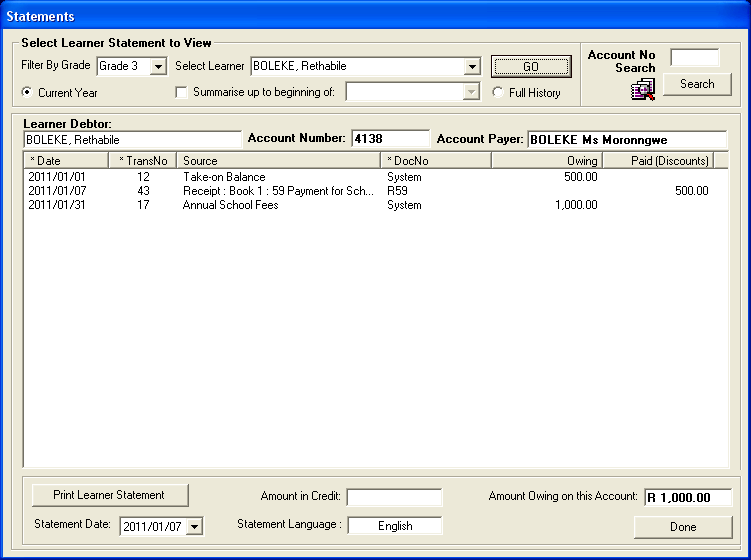 Statements
Select Learner Statement to View
Filter By Grade Grade 3 Select Learner BOLEKE, Rethabile GO
Account No Search Search
Current Year Summarise up to beginning of: Full History
Learner Debtor:
BOLEKE, Rethabile Account Number: 4138 Account Payer: BOLEKE Ms Moronngwe
* Date * TransNo Source * DocNo Owing Paid (Discounts)
2011/01/01 12 Take-on Balance System 500.00
2011/01/07 43 Receipt : Book 1 : 59 Payment for Sch... R59 500.00
2011/01/31 17 Annual School Fees System 1,000.00
Print Learner Statement Amount in Credit: Amount Owing on this Account: R 1,000.00
Statement Date: 2011/01/07 Statement Language : English Done